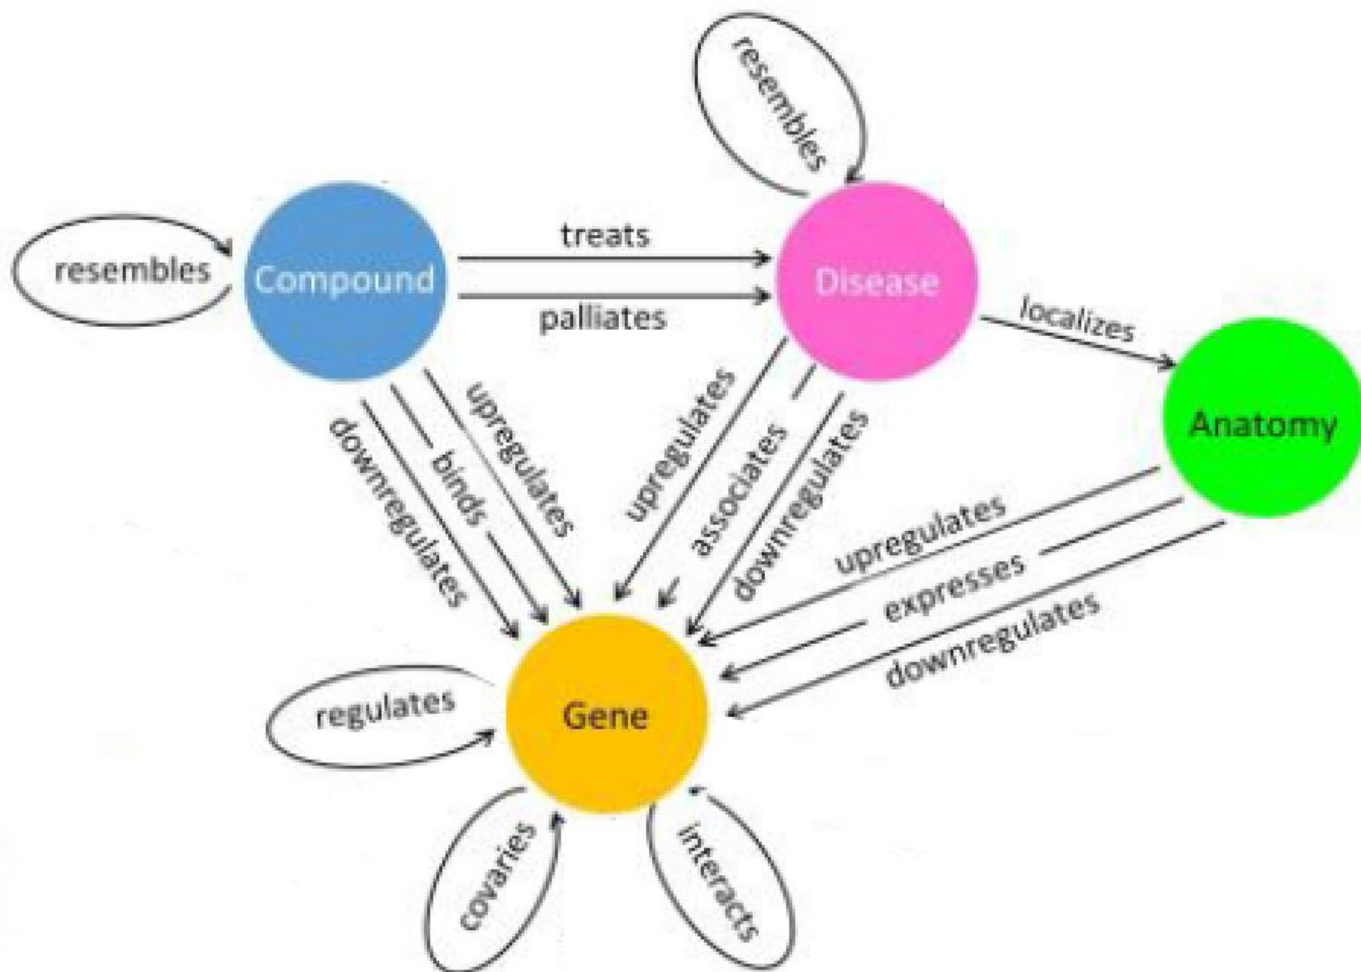 resembles
resembles
Compound
treats
palliates
Disease
localizes
Anatomy
downregulates
binds
upregulates
upregulates
associates
downregulates
upregulates
expresses
downregulates
regulates
Gene
covaries
interacts